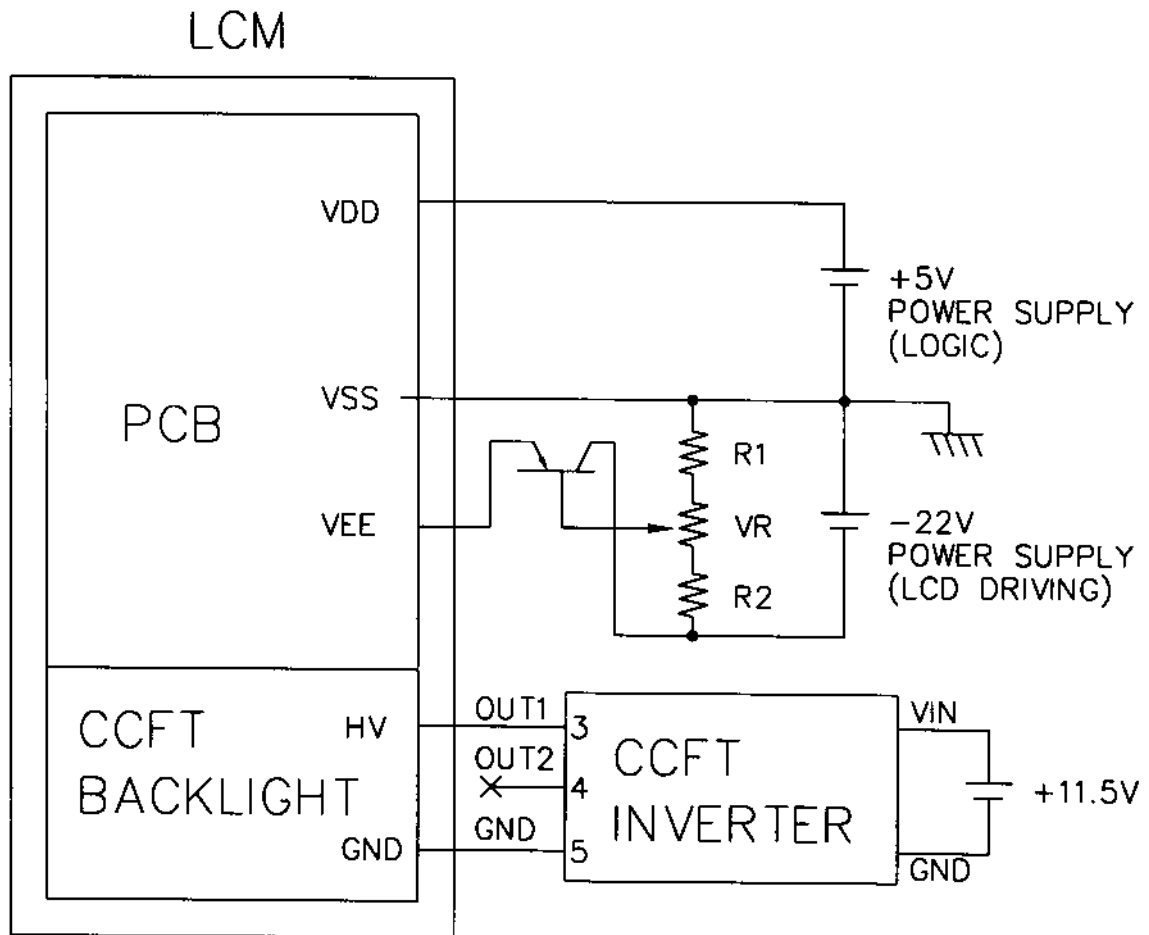 LCM
VDD
+5V
POWER SUPPLY
(LOGIC)
VSS
PCB
R1
VEE
VR
-22V
POWER SUPPLY
(LCD DRIVING)
R2
CCFT
BACKLIGHT
HV
GND
OUT1
OUT2
GND
3
4
5
CCFT
INVERTER
VIN
GND
+11.5V